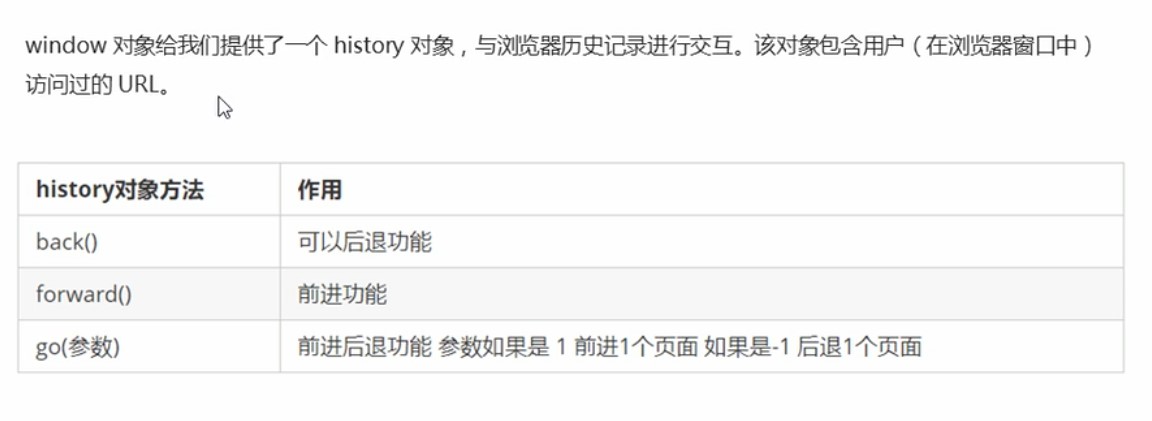 window 对象给我们提供了一个 history 对象，与浏览器历史记录进行交互。该对象包含用户（在浏览器窗口中）
访问过的 URL。
history对象方法 作用
back() 可以后退功能
forward() 前进功能
go(参数) 前进后退功能 参数如果是 1 前进1个页面 如果是-1 后退1个页面